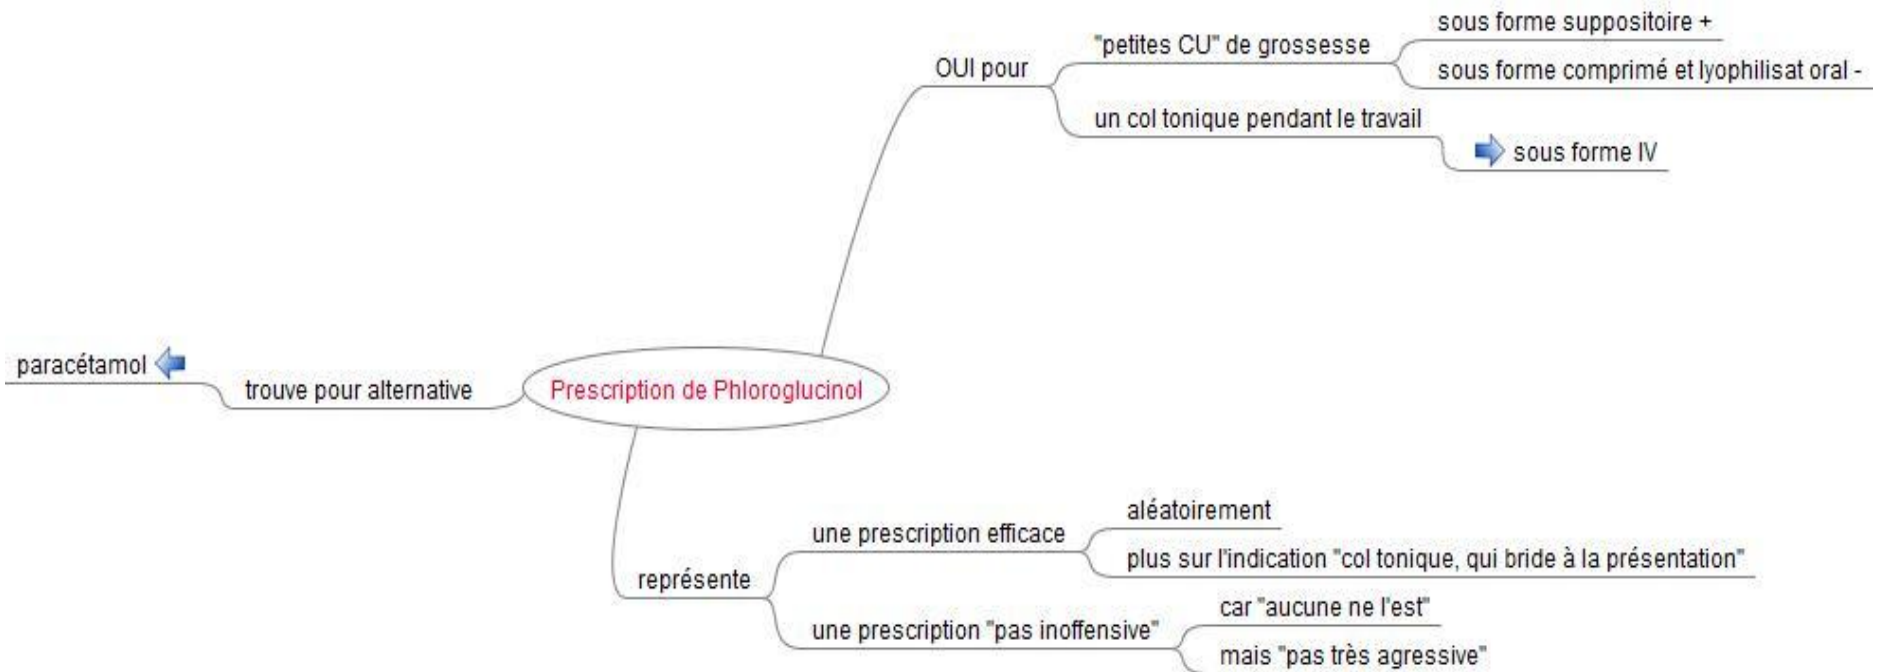 sous forme suppositoire +
"petites CU" de grossesse
OUI pour
sous forme comprimé et lyophilisat oral -
un col tonique pendant le travail
sous forme IV
paracétamol
trouve pour alternative
Prescription de Phloroglucinol
aléatoirement
une prescription efficace
plus sur l'indication "col tonique, qui bride à la présentation"
représente
car "aucune ne l'est"
une prescription "pas inoffensive"
mais "pas très agressive"